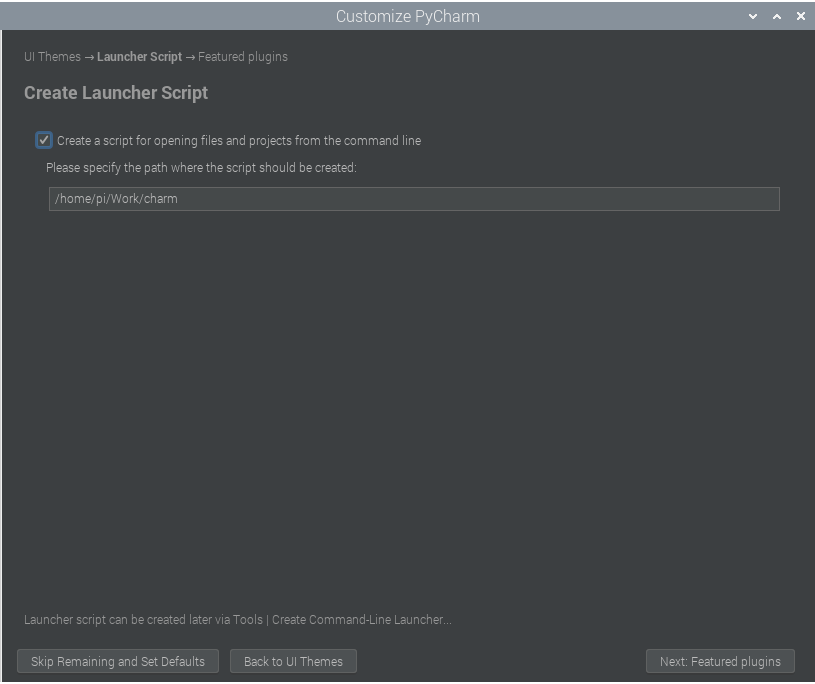 Customize PyCharm
UI Themes → Launcher Script → Featured plugins
Create Launcher Script
Create a script for opening files and projects from the command line
Please specify the path where the script should be created:
/home/pi/Work/charm
Launcher script can be created later via Tools | Create Command-Line Launcher...
Skip Remaining and Set Defaults Back to UI Themes Next: Featured plugins